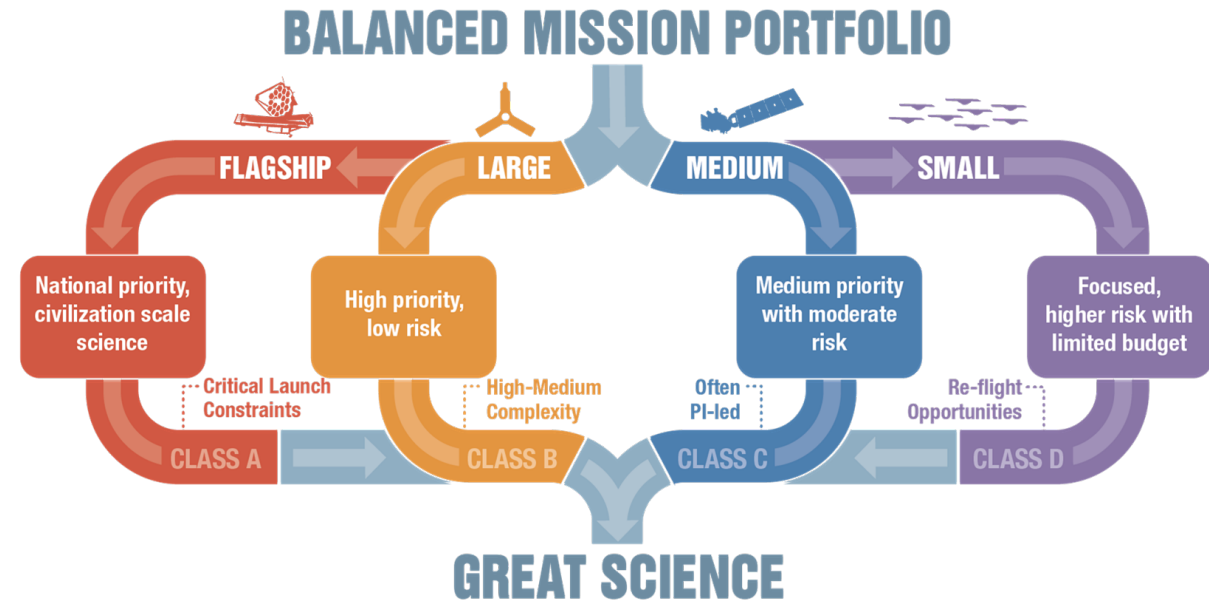 BALANCED MISSION PORTFOLIO
FLAGSHIP
LARGE
MEDIUM
SMALL
National priority,
civilization scale
science
High priority,
low risk
Medium priority
with moderate
risk
Focused,
higher risk with
limited budget
Critical Launch
Constraints
High-Medium
Complexity
Often
PI-led
Re-flight
Opportunities
CLASS A
CLASS B
CLASS C
CLASS D
GREAT SCIENCE